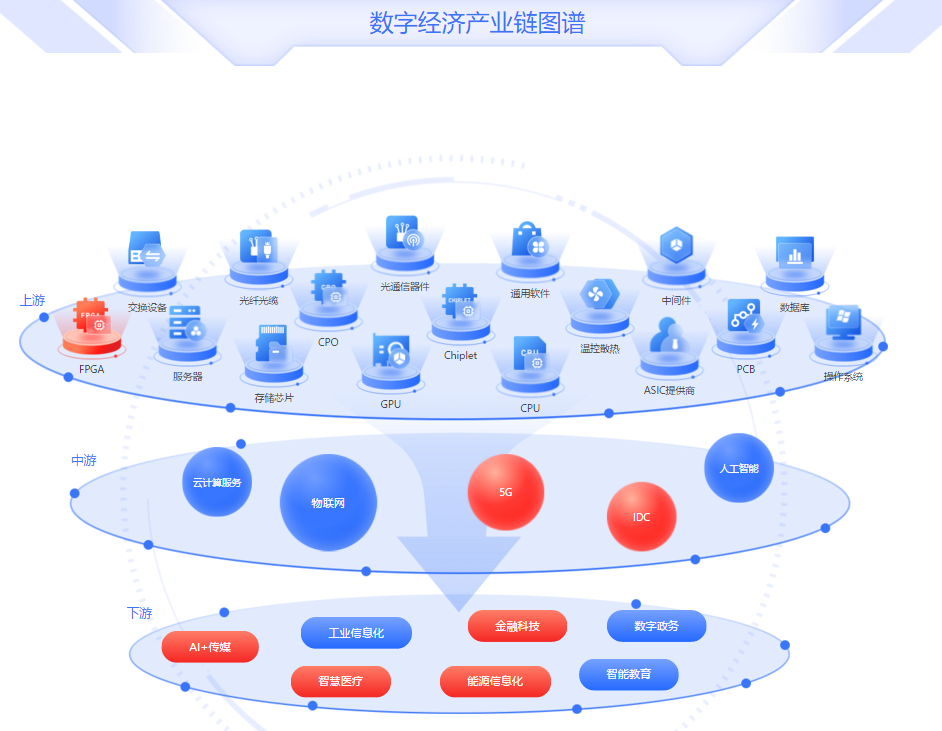 数字经济产业链图谱
上游
交换设备
光纤光缆
光通信器件
通用软件
中间件
数据库
FPGA
FPGA
服务器
存储芯片
CPO
CPO
GPU
CHIPLET
Chiplet
CPU
CPU
温控散热
ASIC提供商
PCB
操作系统
中游
云计算服务
物联网
5G
IDC
人工智能
下游
AI+传媒
工业信息化
金融科技
数字政务
智慧医疗
能源信息化
智能教育